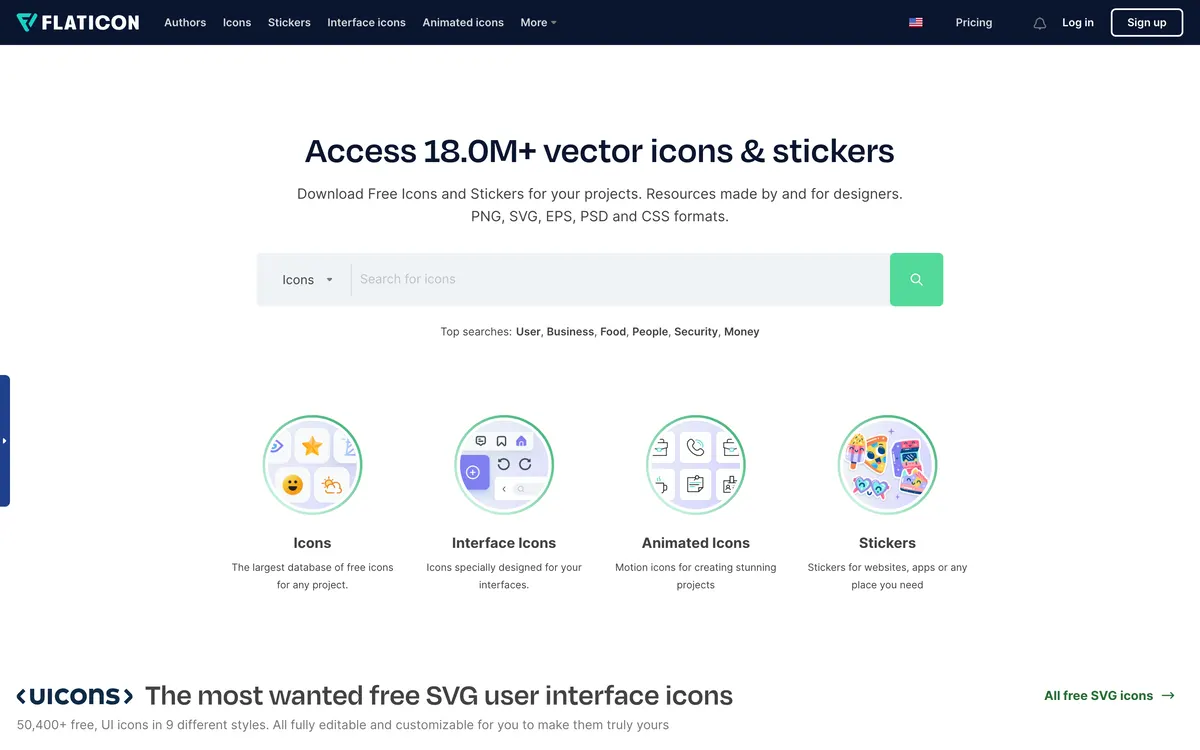 FLATICON Authors Icons Stickers Interface icons Animated icons More Pricing Log in Sign up
Access 18.0M+ vector icons & stickers
Download Free Icons and Stickers for your projects. Resources made by and for designers.
PNG, SVG, EPS, PSD and CSS formats.
Icons Search for icons
Top searches: User, Business, Food, People, Security, Money
Icons
The largest database of free icons
for any project.
Interface Icons
Icons specially designed for your
interfaces.
Animated Icons
Motion icons for creating stunning
projects
Stickers
Stickers for websites, apps or any
place you need
<uicons> The most wanted free SVG user interface icons
All free SVG icons →
50,400+ free, UI icons in 9 different styles. All fully editable and customizable for you to make them truly yours